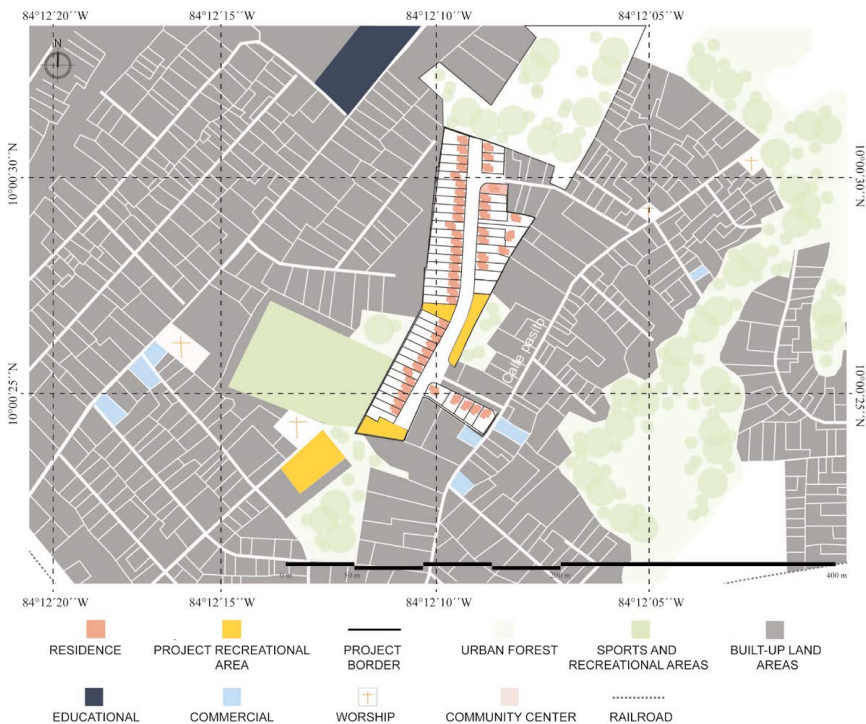 84°12'20''W 84°12'15''W 84°12'10''W 84°12'05''W
N
10°00'30''N 10°00'30''N
Calle pasito
10°00'25''N 10°00'25''N
0 m 50 m 400 m
84°12'20''W 84°12'15''W 84°12'10''W 84°12'05''W
RESIDENCE PROJECT RECREATIONAL AREA PROJECT BORDER URBAN FOREST SPORTS AND RECREATIONAL AREAS BUILT-UP LAND AREAS
EDUCATIONAL COMMERCIAL WORSHIP COMMUNITY CENTER RAILROAD